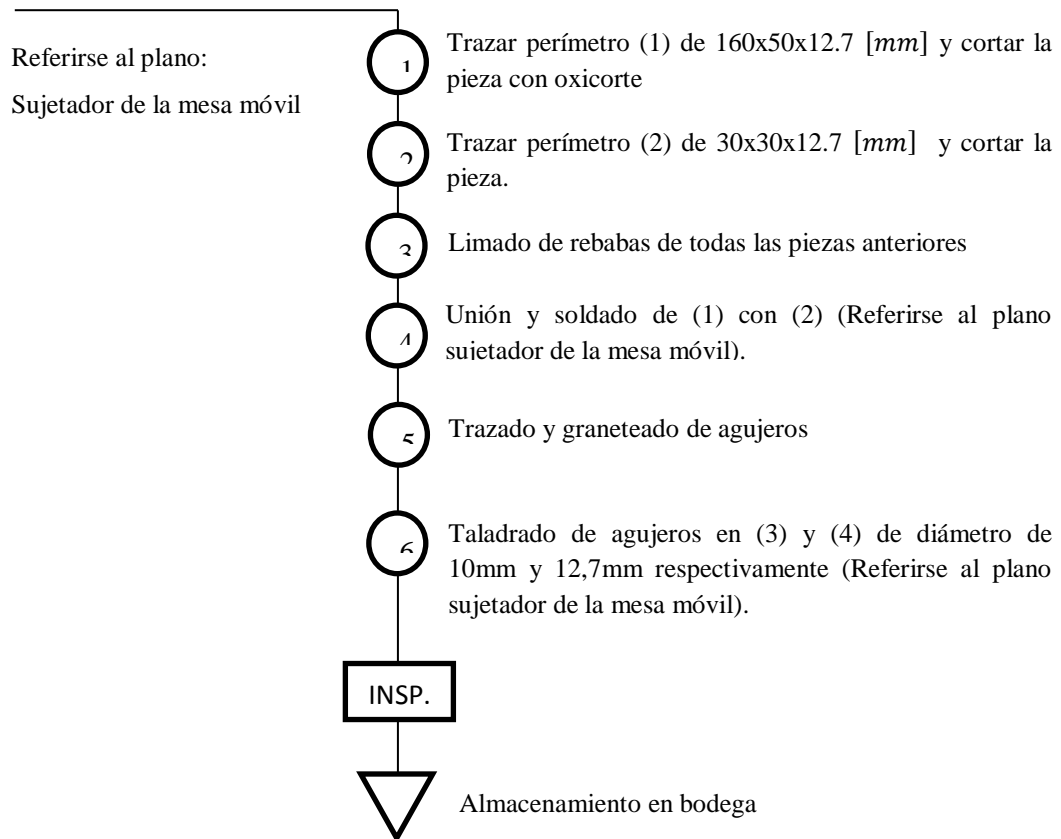 Referirse al plano:
Sujetador de la mesa móvil
1
Trazar perímetro (1) de 160x50x12.7 [mm] y cortar la
pieza con oxicorte
2
Trazar perímetro (2) de 30x30x12.7 [mm] y cortar la
pieza.
3
Limado de rebabas de todas las piezas anteriores
4
Unión y soldado de (1) con (2) (Referirse al plano
sujetador de la mesa móvil).
5
Trazado y graneteado de agujeros
6
Taladrado de agujeros en (3) y (4) de diámetro de
10mm y 12,7mm respectivamente (Referirse al plano
sujetador de la mesa móvil).
INSP.
Almacenamiento en bodega